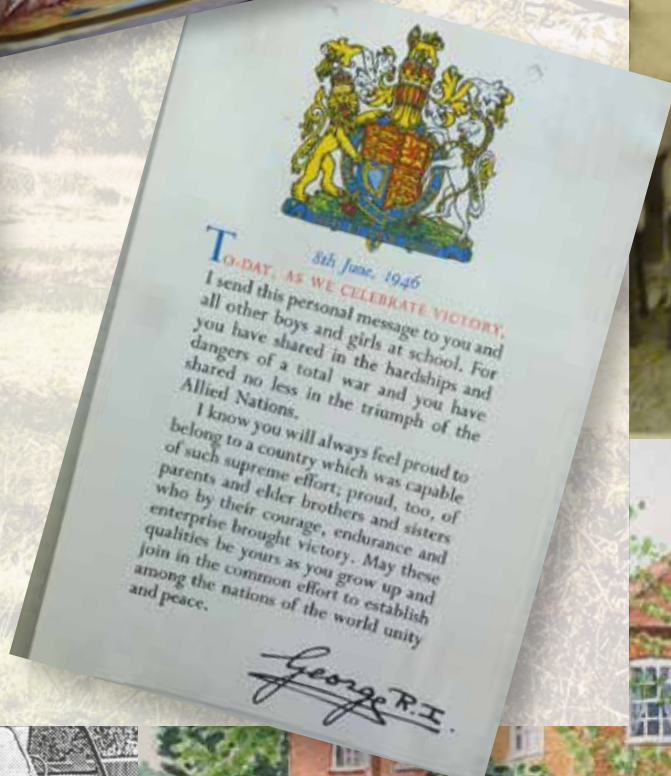 8th June, 1946
TO-DAY, AS WE CELEBRATE VICTORY,
I send this personal message to you and
all other boys and girls at school. For
you have shared in the hardships and
dangers of a total war and you have
shared no less in the triumph of the
Allied Nations.
I know you will always feel proud to
belong to a country which was capable
of such supreme effort; proud, too, of
parents and elder brothers and sisters
who by their courage, endurance and
enterprise brought victory. May these
qualities be yours as you grow up and
join in the common effort to establish
among the nations of the world unity
and peace.
George R.I.